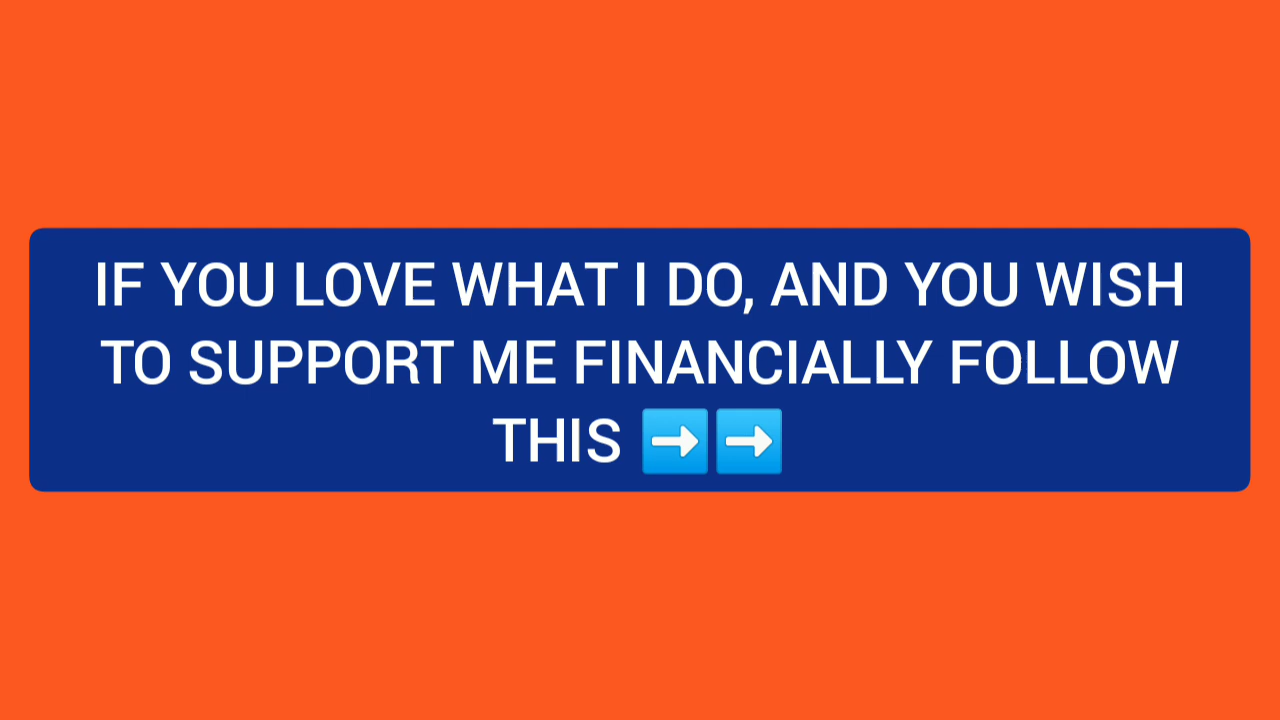 IF YOU LOVE WHAT I DO, AND YOU WISH
TO SUPPORT ME FINANCIALLY FOLLOW
THIS ➡️➡️